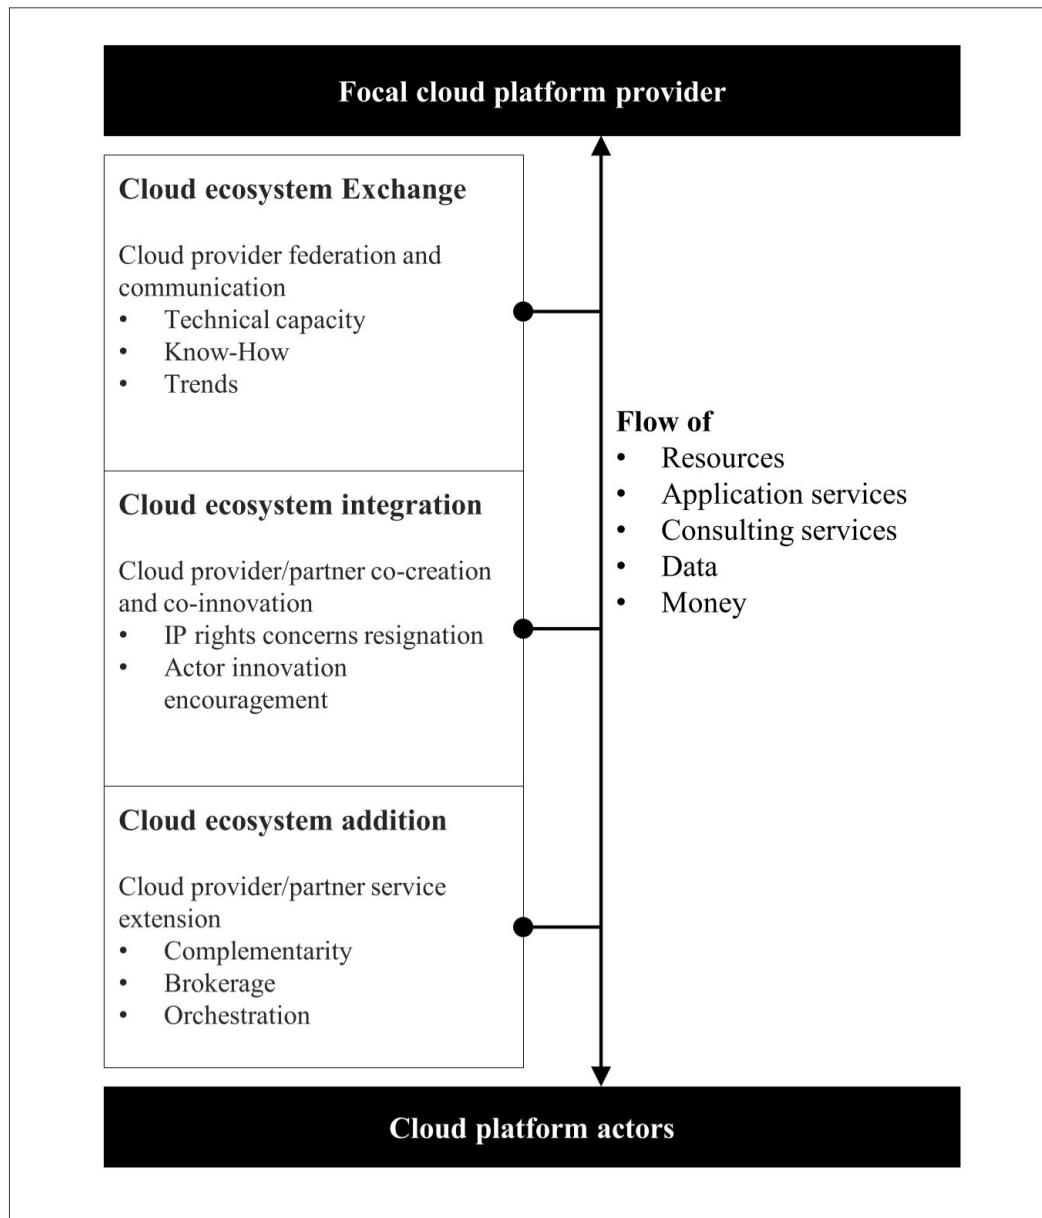 Focal cloud platform provider
Cloud ecosystem Exchange
Cloud provider federation and
communication
• Technical capacity
• Know-How
• Trends
Cloud ecosystem integration
Cloud provider/partner co-creation
and co-innovation
• IP rights concerns resignation
• Actor innovation
encouragement
Cloud ecosystem addition
Cloud provider/partner service
extension
• Complementarity
• Brokerage
• Orchestration
Flow of
• Resources
• Application services
• Consulting services
• Data
• Money
Cloud platform actors